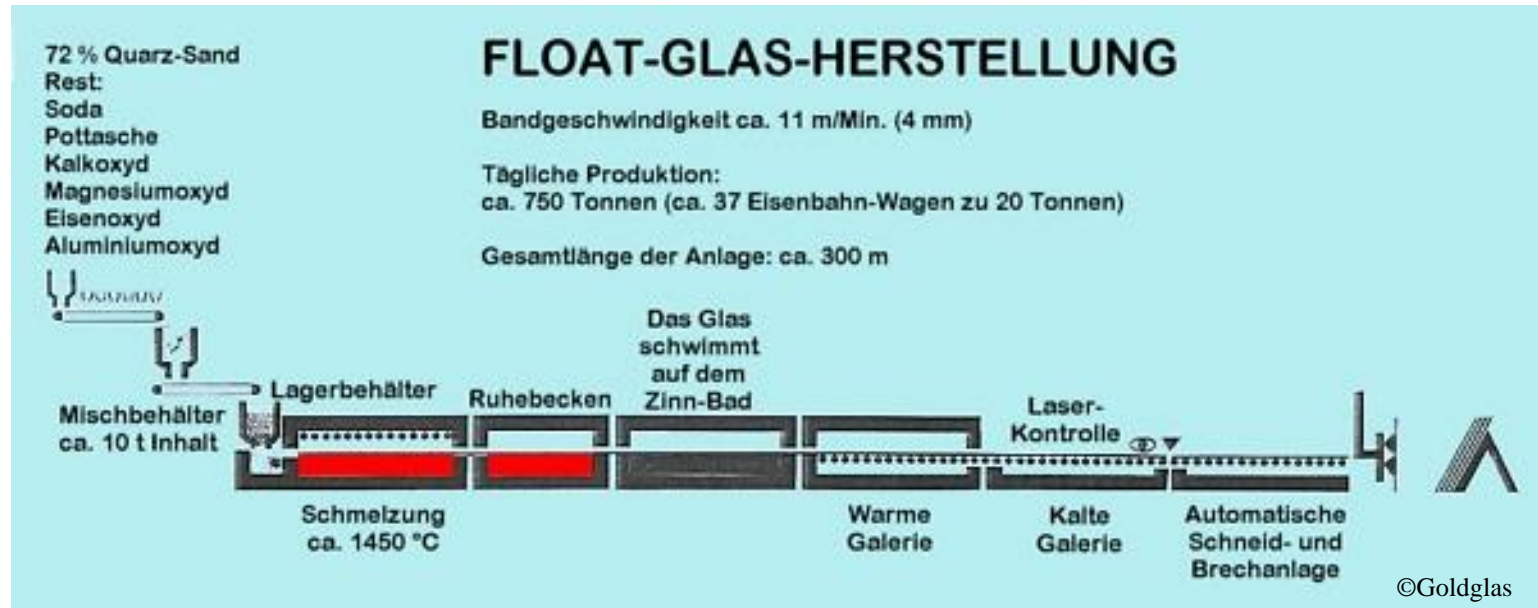 FLOAT-GLAS-HERSTELLUNG
72 % Quarz-Sand
Rest:
Soda
Pottasche
Kalkoxyd
Magnesiumoxyd
Eisenoxyd
Aluminiumoxyd
Bandgeschwindigkeit ca. 11 m/Min. (4 mm)
Tägliche Produktion:
ca. 750 Tonnen (ca. 37 Eisenbahn-Wagen zu 20 Tonnen)
Gesamtlänge der Anlage: ca. 300 m
Mischbehälter
ca. 10 t Inhalt
Lagerbehälter
Ruhebecken
Das Glas
schwimmt
auf dem
Zinn-Bad
Laser-
Kontrolle
Schmelzung
ca. 1450 °C
Warme
Galerie
Kalte
Galerie
Automatische
Schneid- und
Brechanlage
©Goldglas